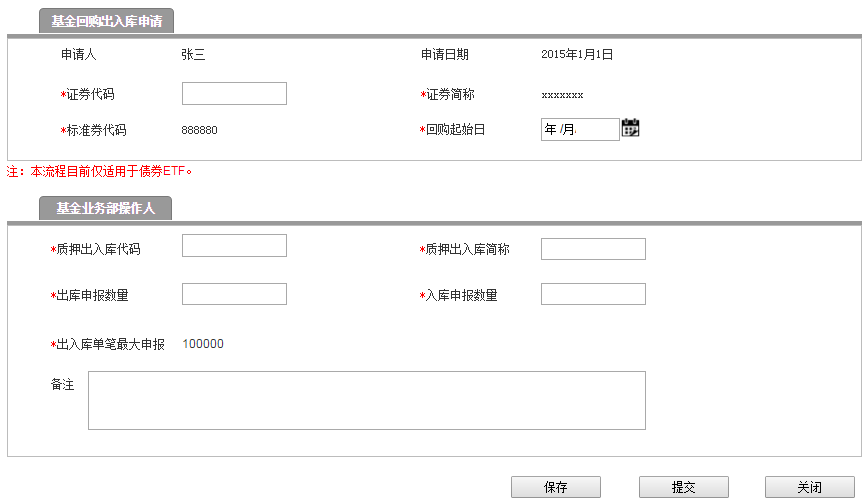 基金回购出入库申请
申请人 张三 申请日期 2015年1月1日
*证券代码 *证券简称 xxxxxxx
*标准券代码 888880 *回购起始日 年 /月
注：本流程目前仅适用于债券ETF。
基金业务部操作人
*质押出入库代码 *质押出入库简称
*出库申报数量 *入库申报数量
*出入库单笔最大申报 100000
备注
保存 提交 关闭